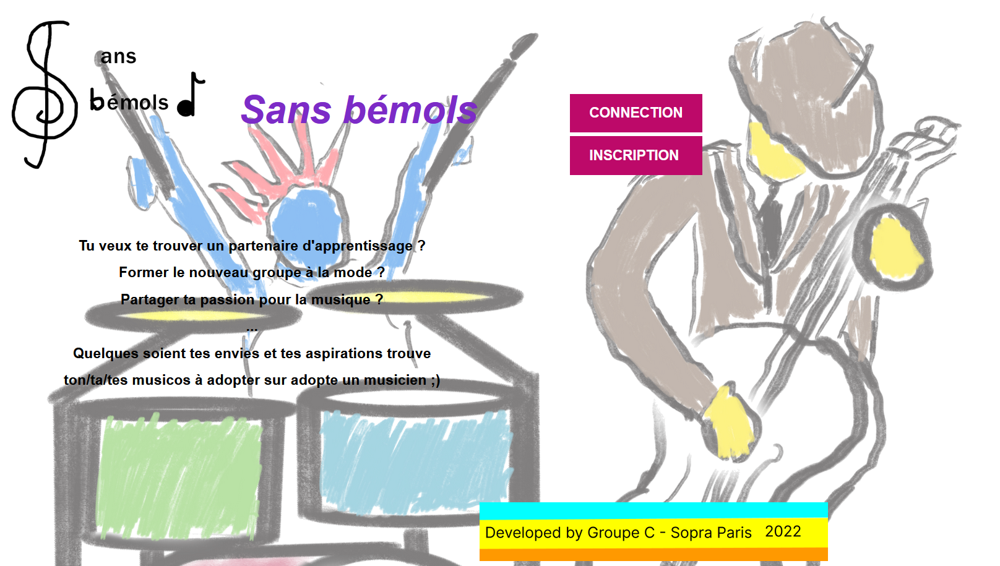 Sans
bémols
Sans bémols
CONNECTION
INSCRIPTION
Tu veux te trouver un partenaire d'apprentissage ?
Former le nouveau groupe à la mode ?
Partager ta passion pour la musique ?
...
Quelques soient tes envies et tes aspirations trouve
ton/ta/tes musicos à adopter sur adopte un musicien ;)
Developed by Groupe C - Sopra Paris 2022